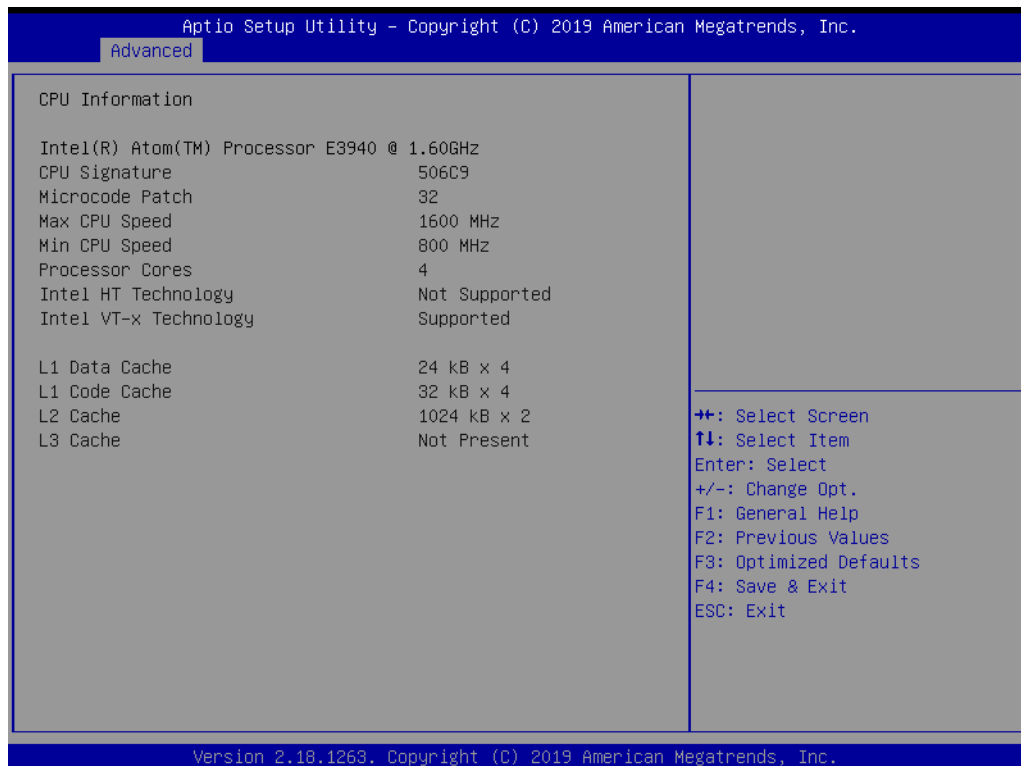 Aptio Setup Utility – Copyright (C) 2019 American Megatrends, Inc.
Advanced
CPU Information
Intel(R) Atom(TM) Processor E3940 @ 1.60GHz
CPU Signature 506C9
Microcode Patch 32
Max CPU Speed 1600 MHz
Min CPU Speed 800 MHz
Processor Cores 4
Intel HT Technology Not Supported
Intel VT-x Technology Supported
L1 Data Cache 24 kB x 4
L1 Code Cache 32 kB x 4
L2 Cache 1024 kB x 2
L3 Cache Not Present
→←: Select Screen
↑↓: Select Item
Enter: Select
+/-: Change Opt.
F1: General Help
F2: Previous Values
F3: Optimized Defaults
F4: Save & Exit
ESC: Exit
Version 2.18.1263. Copyright (C) 2019 American Megatrends, Inc.